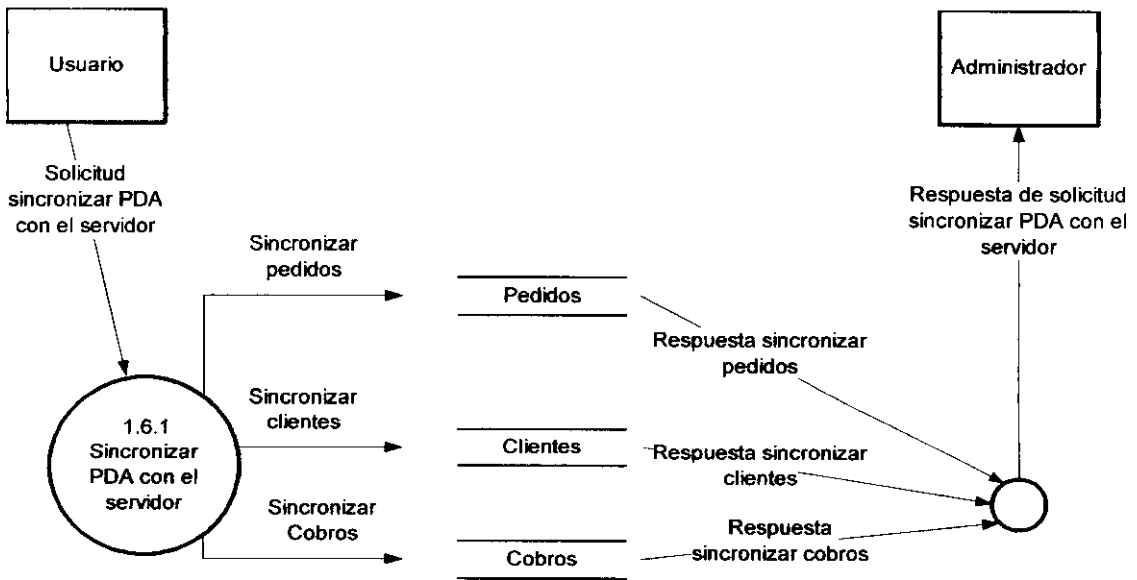 Usuario
Administrador
Solicitud
sincronizar PDA
con el servidor
Respuesta de solicitud
sincronizar PDA con el
servidor
Sincronizar
pedidos
Pedidos
Respuesta sincronizar
pedidos
1.6.1
Sincronizar
PDA con el
servidor
Sincronizar
clientes
Clientes
Respuesta sincronizar
clientes
Sincronizar
Cobros
Cobros
Respuesta
sincronizar cobros